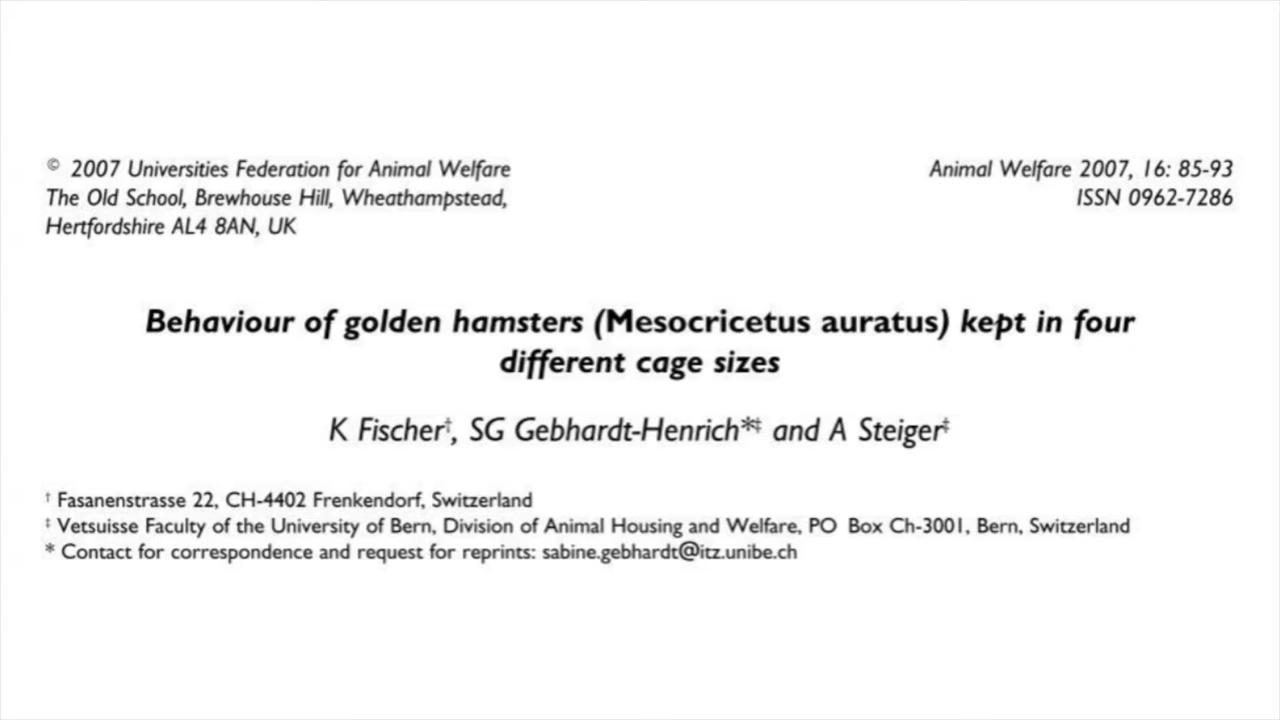 © 2007 Universities Federation for Animal Welfare
The Old School, Brewhouse Hill, Wheathampstead,
Hertfordshire AL4 8AN, UK
Animal Welfare 2007, 16: 85-93
ISSN 0962-7286
Behaviour of golden hamsters (Mesocricetus auratus) kept in four
different cage sizes
K Fischer†, SG Gebhardt-Henrich*‡ and A Steiger‡
† Fasanenstrasse 22, CH-4402 Frenkendorf, Switzerland
‡ Vetsuisse Faculty of the University of Bern, Division of Animal Housing and Welfare, PO Box Ch-3001, Bern, Switzerland
* Contact for correspondence and request for reprints: sabine.gebhardt@itz.unibe.ch